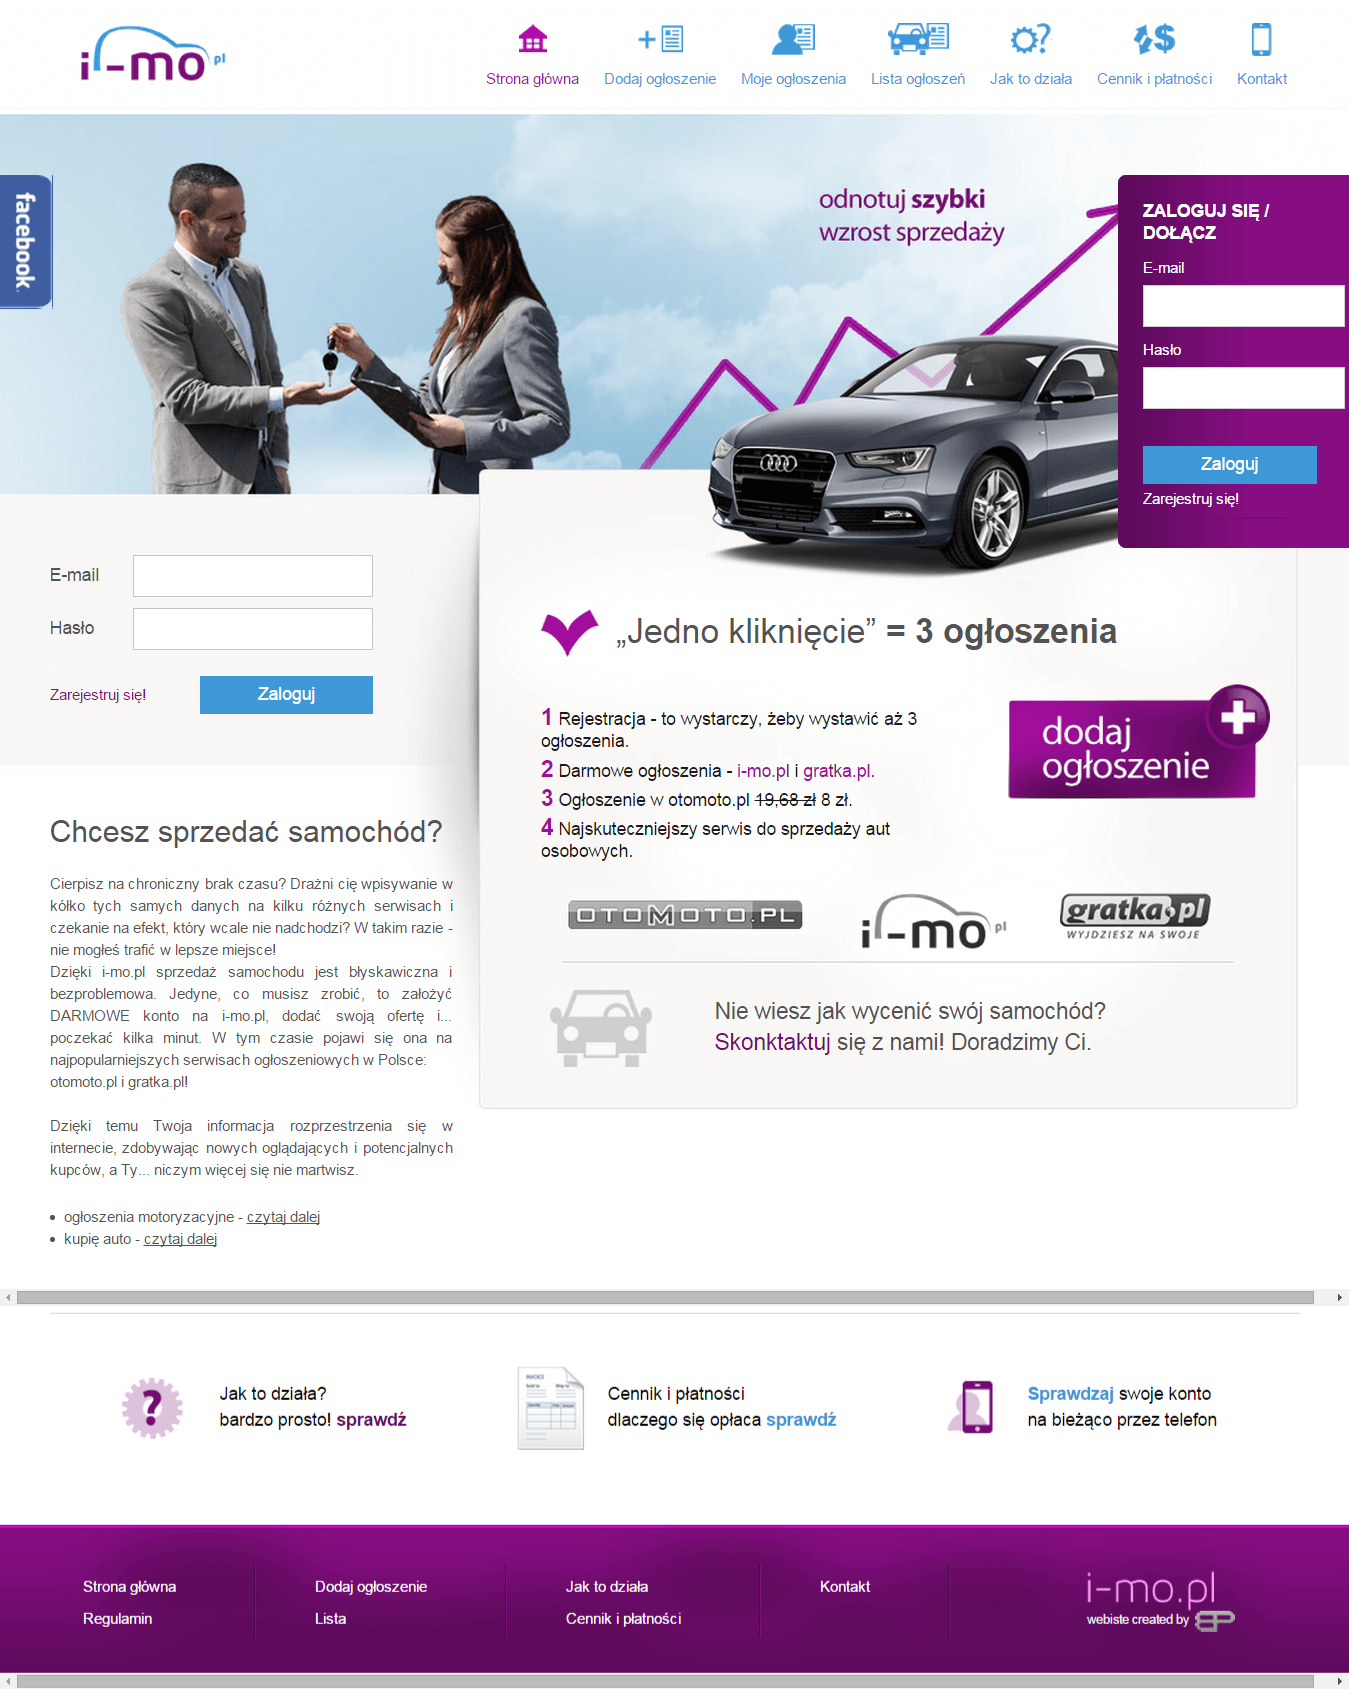 i-mo pl
Strona główna
Dodaj ogłoszenie
Moje ogłoszenia
Lista ogłoszeń
Jak to działa
Cennik i płatności
Kontakt
facebook
odnotuj szybki
wzrost sprzedaży
ZALOGUJ SIĘ /
DOŁĄCZ
E-mail
Hasło
Zaloguj
Zarejestruj się!
E-mail
Hasło
Zarejestruj się!
Zaloguj
„Jedno kliknięcie” = 3 ogłoszenia
1 Rejestracja - to wystarczy, żeby wystawić aż 3
ogłoszenia.
2 Darmowe ogłoszenia - i-mo.pl i gratka.pl.
3 Ogłoszenie w otomoto.pl 19,68 zł 8 zł.
4 Najskuteczniejszy serwis do sprzedaży aut
osobowych.
dodaj
ogłoszenie
OTOMOTO.PL
i-mo pl
gratka.pl
WYJDZIESZ NA SWOJE
Nie wiesz jak wycenić swój samochód?
Skonktaktuj się z nami! Doradzimy Ci.
Chcesz sprzedać samochód?
Cierpisz na chroniczny brak czasu? Drażni cię wpisywanie w
kółko tych samych danych na kilku różnych serwisach i
czekanie na efekt, który wcale nie nadchodzi? W takim razie -
nie mogłeś trafić w lepsze miejsce!
Dzięki i-mo.pl sprzedaż samochodu jest błyskawiczna i
bezproblemowa. Jedyne, co musisz zrobić, to założyć
DARMOWE konto na i-mo.pl, dodać swoją ofertę i...
poczekać kilka minut. W tym czasie pojawi się ona na
najpopularniejszych serwisach ogłoszeniowych w Polsce:
otomoto.pl i gratka.pl!
Dzięki temu Twoja informacja rozprzestrzenia się w
internecie, zdobywając nowych oglądających i potencjalnych
kupców, a Ty... niczym więcej się nie martwisz.
ogłoszenia motoryzacyjne - czytaj dalej
kupię auto - czytaj dalej
Jak to działa?
bardzo prosto! sprawdź
INVOICE
Cennik i płatności
dlaczego się opłaca sprawdź
Sprawdzaj swoje konto
na bieżąco przez telefon
Strona główna
Regulamin
Dodaj ogłoszenie
Lista
Jak to działa
Cennik i płatności
Kontakt
i-mo.pl
webiste created by